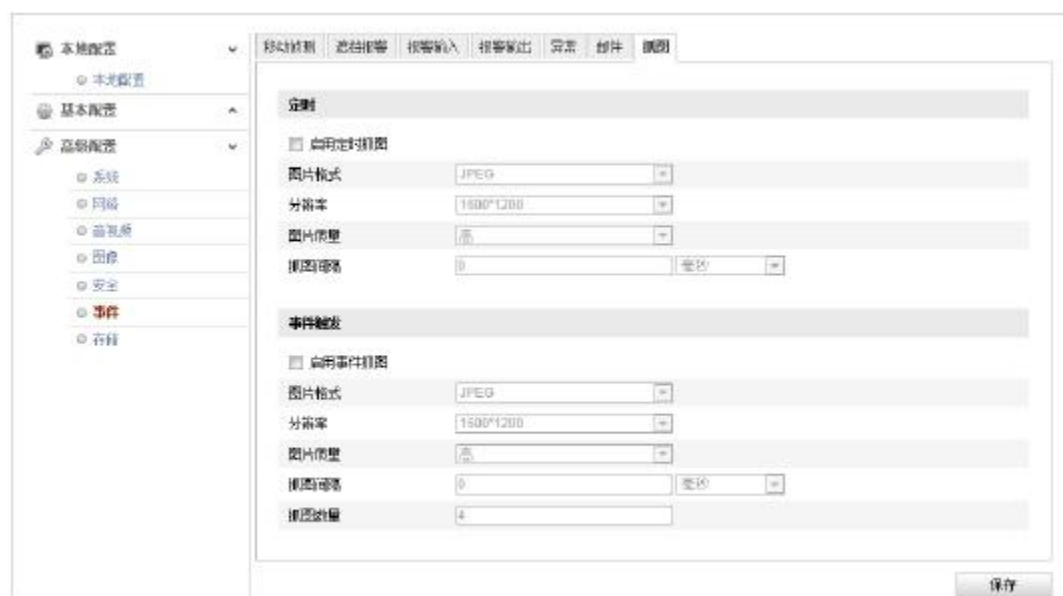 本地配置
本地配置
基本配置
高级配置
系统
网络
音视频
图像
安全
事件
存储
移动侦测 遮挡报警 报警输入 报警输出 异常 邮件 抓图
定时
启用定时抓图
图片格式 JPEG
分辨率 1600*1200
图片质量 高
抓图间隔 0 毫秒
事件触发
启用事件抓图
图片格式 JPEG
分辨率 1600*1200
图片质量 高
抓图间隔 0 毫秒
抓图数量 4
保存